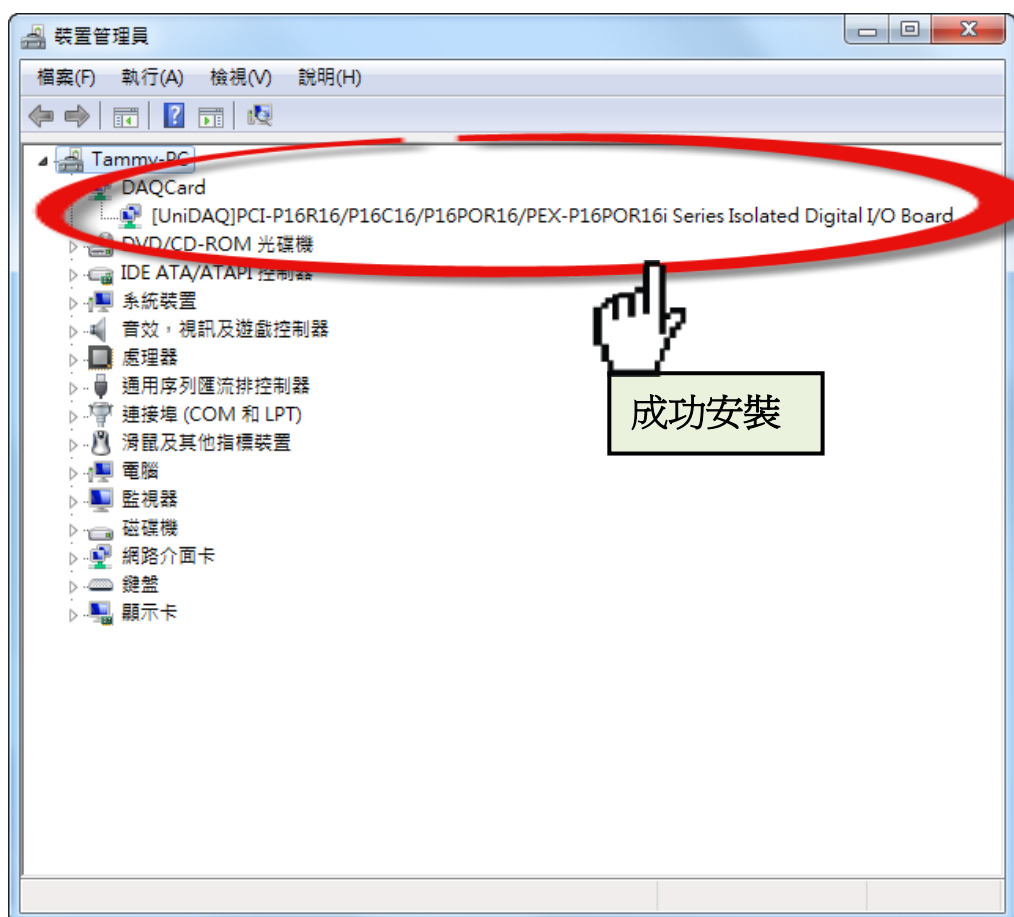 裝置管理員
檔案(F) 執行(A) 檢視(V) 說明(H)
Tammy-PC
DAQCard
[UniDAQ]PCI-P16R16/P16C16/P16POR16/PEX-P16POR16i Series Isolated Digital I/O Board
DVD/CD-ROM 光碟機
IDE ATA/ATAPI 控制器
系統裝置
音效，視訊及遊戲控制器
處理器
通用序列匯流排控制器
連接埠 (COM 和 LPT)
滑鼠及其他指標裝置
電腦
監視器
磁碟機
網路介面卡
鍵盤
顯示卡
成功安裝